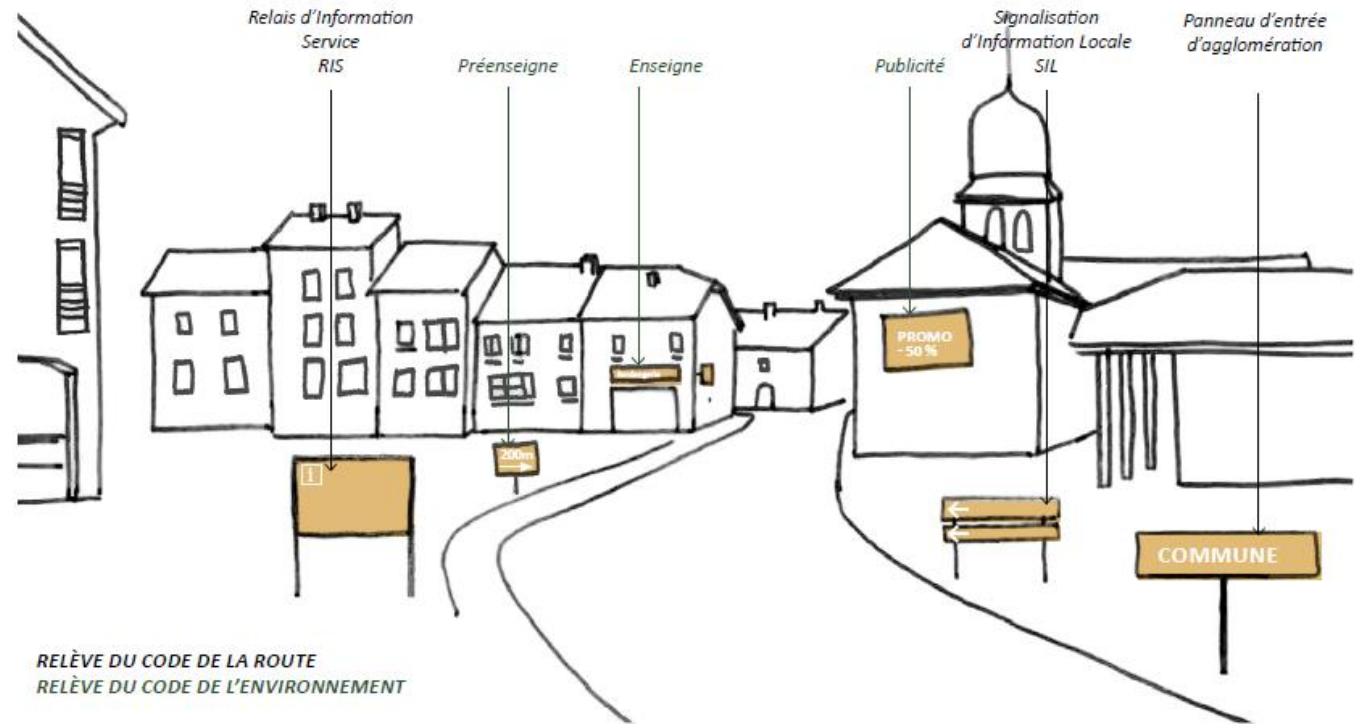 Relais d'Information
Service
RIS
Préenseigne
Enseigne
Publicité
Signalisation
d'Information Locale
SIL
Panneau d'entrée
d'agglomération
PROMO
- 50 %
200m
i
COMMUNE
RELÈVE DU CODE DE LA ROUTE
RELÈVE DU CODE DE L'ENVIRONNEMENT